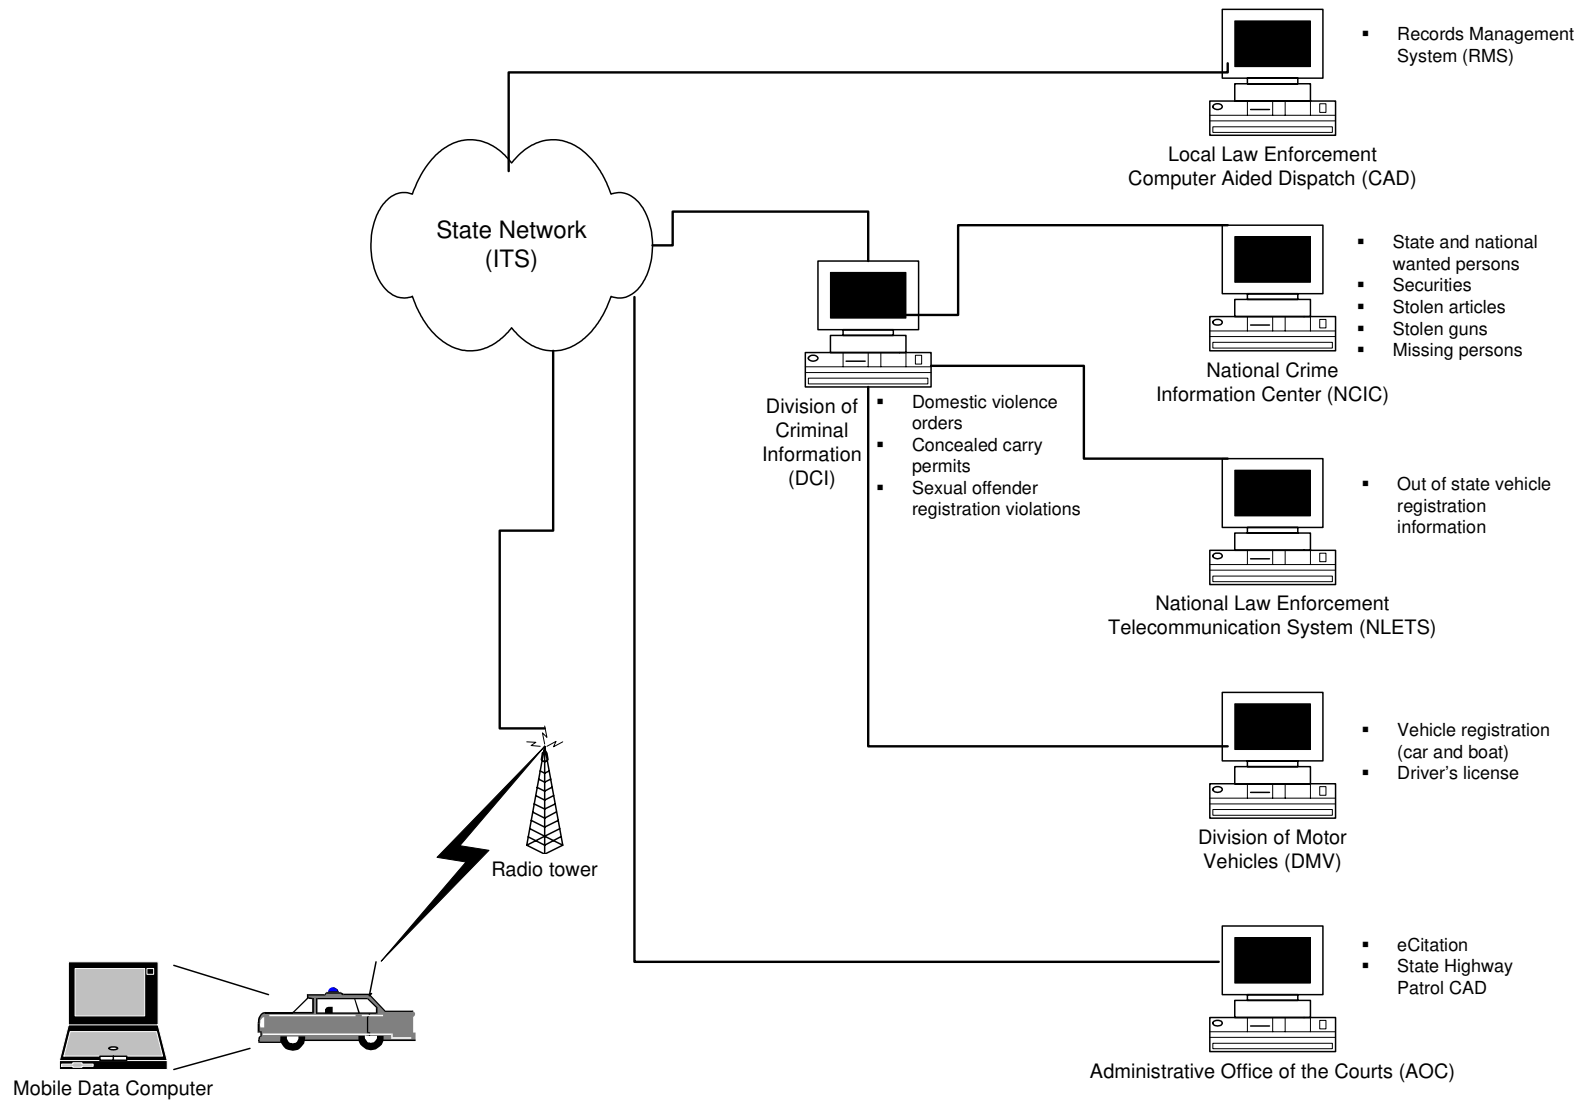 ▪ Records Management
System (RMS)
Local Law Enforcement
Computer Aided Dispatch (CAD)
State Network
(ITS)
▪ State and national
wanted persons
▪ Securities
▪ Stolen articles
▪ Stolen guns
▪ Missing persons
National Crime
Information Center (NCIC)
Division of
Criminal
Information
(DCI)
▪ Domestic violence
orders
▪ Concealed carry
permits
▪ Sexual offender
registration violations
▪ Out of state vehicle
registration
information
National Law Enforcement
Telecommunication System (NLETS)
▪ Vehicle registration
(car and boat)
▪ Driver's license
Division of Motor
Vehicles (DMV)
Radio tower
▪ eCitation
▪ State Highway
Patrol CAD
Administrative Office of the Courts (AOC)
Mobile Data Computer